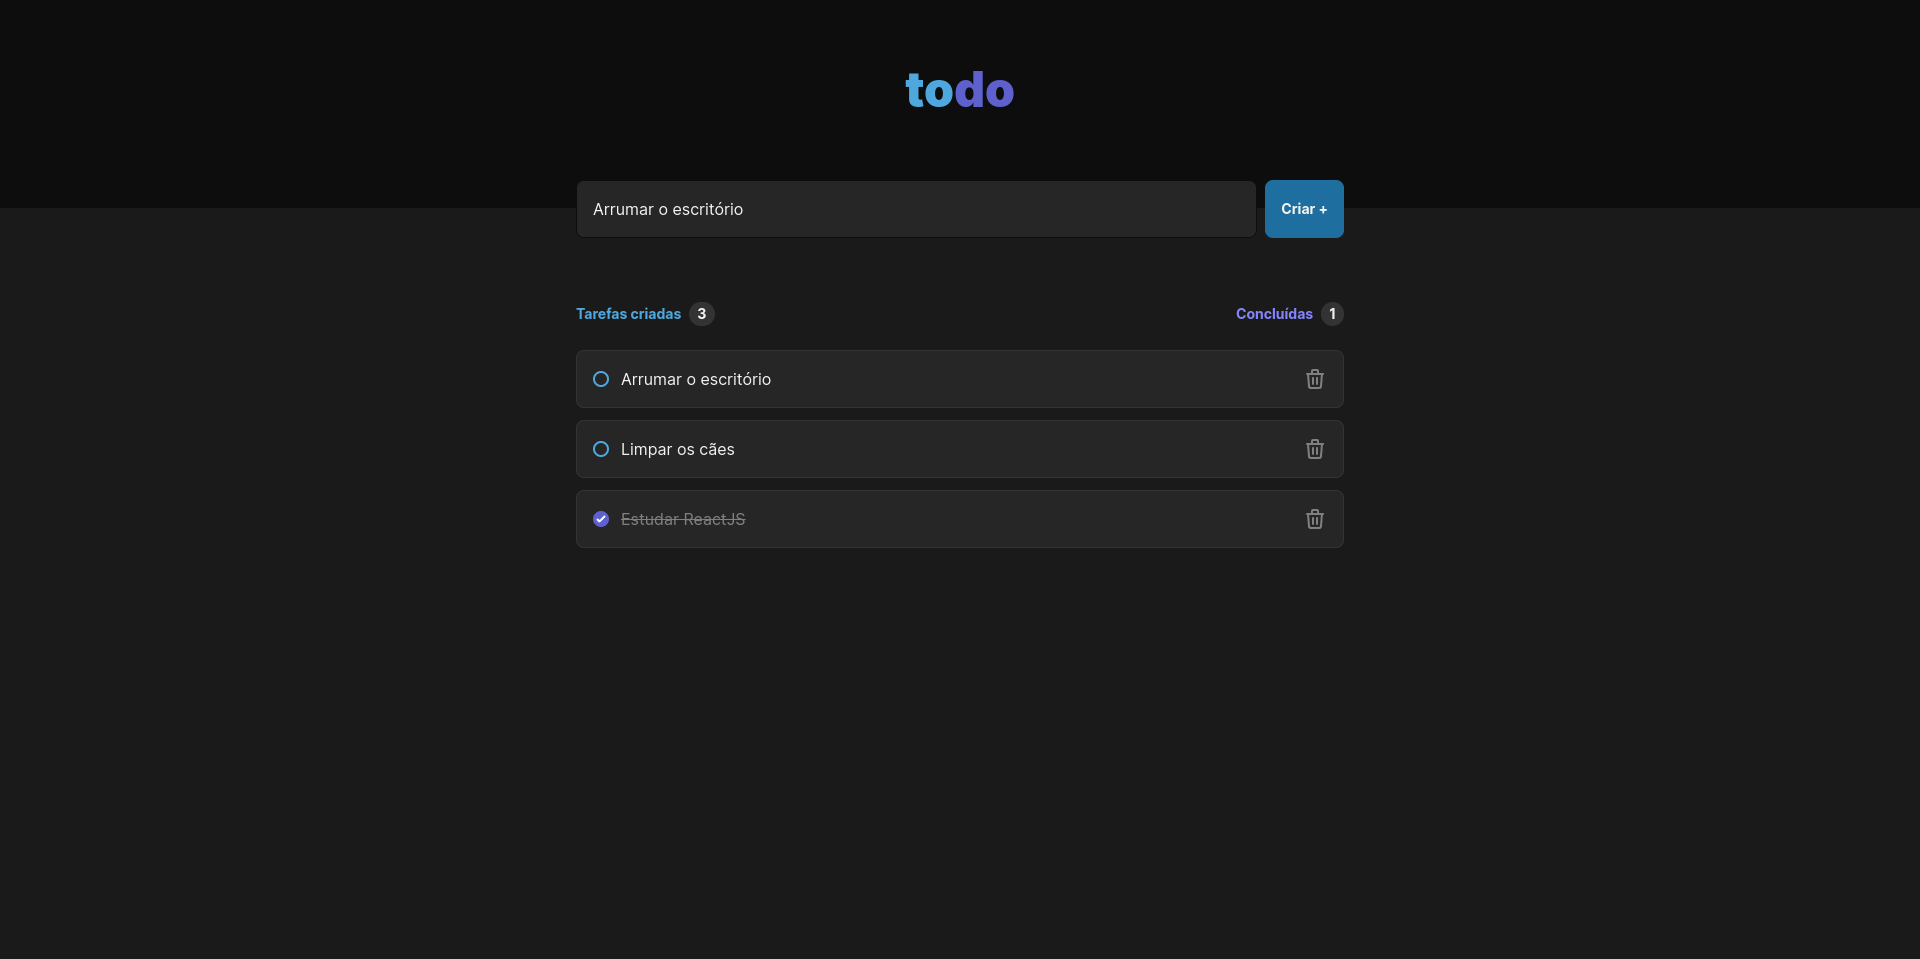 todo
Arrumar o escritório
Criar +
Tarefas criadas 3
Concluídas 1
Arrumar o escritório
Limpar os cães
Estudar ReactJS